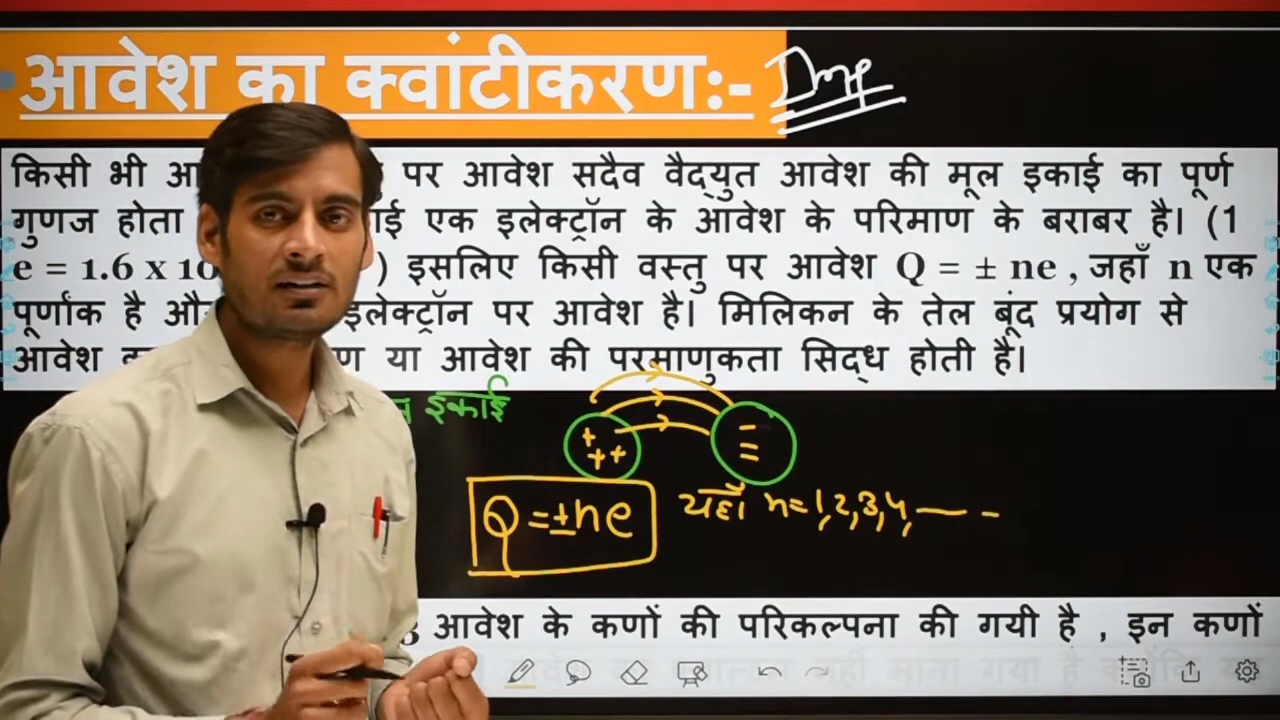 आवेश का क्वांटीकरण:- Imp
किसी भी पर आवेश सदैव वैद्युत आवेश की मूल इकाई का पूर्ण
गुणज होता एक इलेक्ट्रॉन के आवेश के परिमाण के बराबर है। (1
e = 1.6 x 10 ) इसलिए किसी वस्तु पर आवेश Q = ± ne , जहाँ n एक
पूर्णांक है इलेक्ट्रॉन पर आवेश है। मिलिकन के तेल बूंद प्रयोग से
आवेश या आवेश की परमाणुकता सिद्ध होती है।
इकाई
+ ++ - - -
Q = ±ne यहाँ n=1,2,3,4, — -
आवेश के कणों की परिकल्पना की गयी है , इन कणों